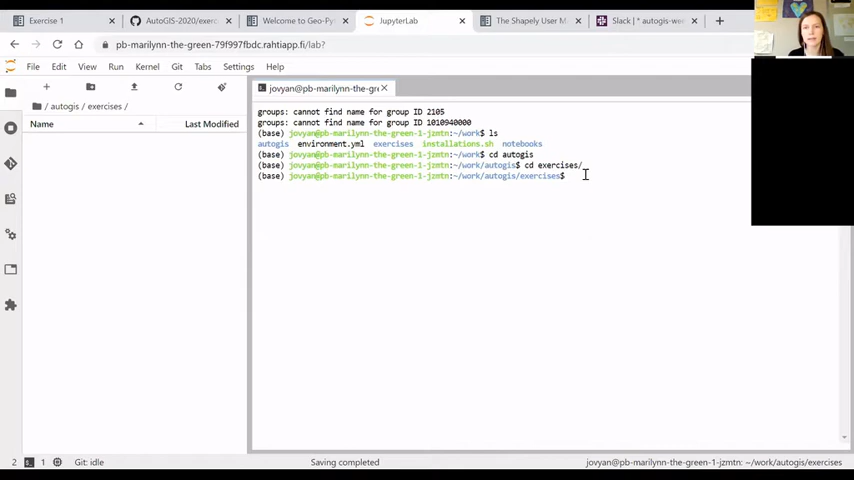 Exercise 1
AutoGIS-2020/exerc
Welcome to Geo-Pyt
JupyterLab
The Shapely User M
Slack | * autogis-we
pb-marilynn-the-green-79f997fbdc.rahtiapp.fi/lab?
File Edit View Run Kernel Git Tabs Settings Help
jovyan@pb-marilynn-the-gre
/ autogis / exercises /
Name Last Modified
groups: cannot find name for group ID 2105
groups: cannot find name for group ID 1010940000
(base) jovyan@pb-marilynn-the-green-1-jzmtn:~/work$ ls
autogis environment.yml exercises installations.sh notebooks
(base) jovyan@pb-marilynn-the-green-1-jzmtn:~/work$ cd autogis
(base) jovyan@pb-marilynn-the-green-1-jzmtn:~/work/autogis$ cd exercises/
(base) jovyan@pb-marilynn-the-green-1-jzmtn:~/work/autogis/exercises$
2 1 Git: idle Saving completed jovyan@pb-marilynn-the-green-1-jzmtn: ~/work/autogis/exercises